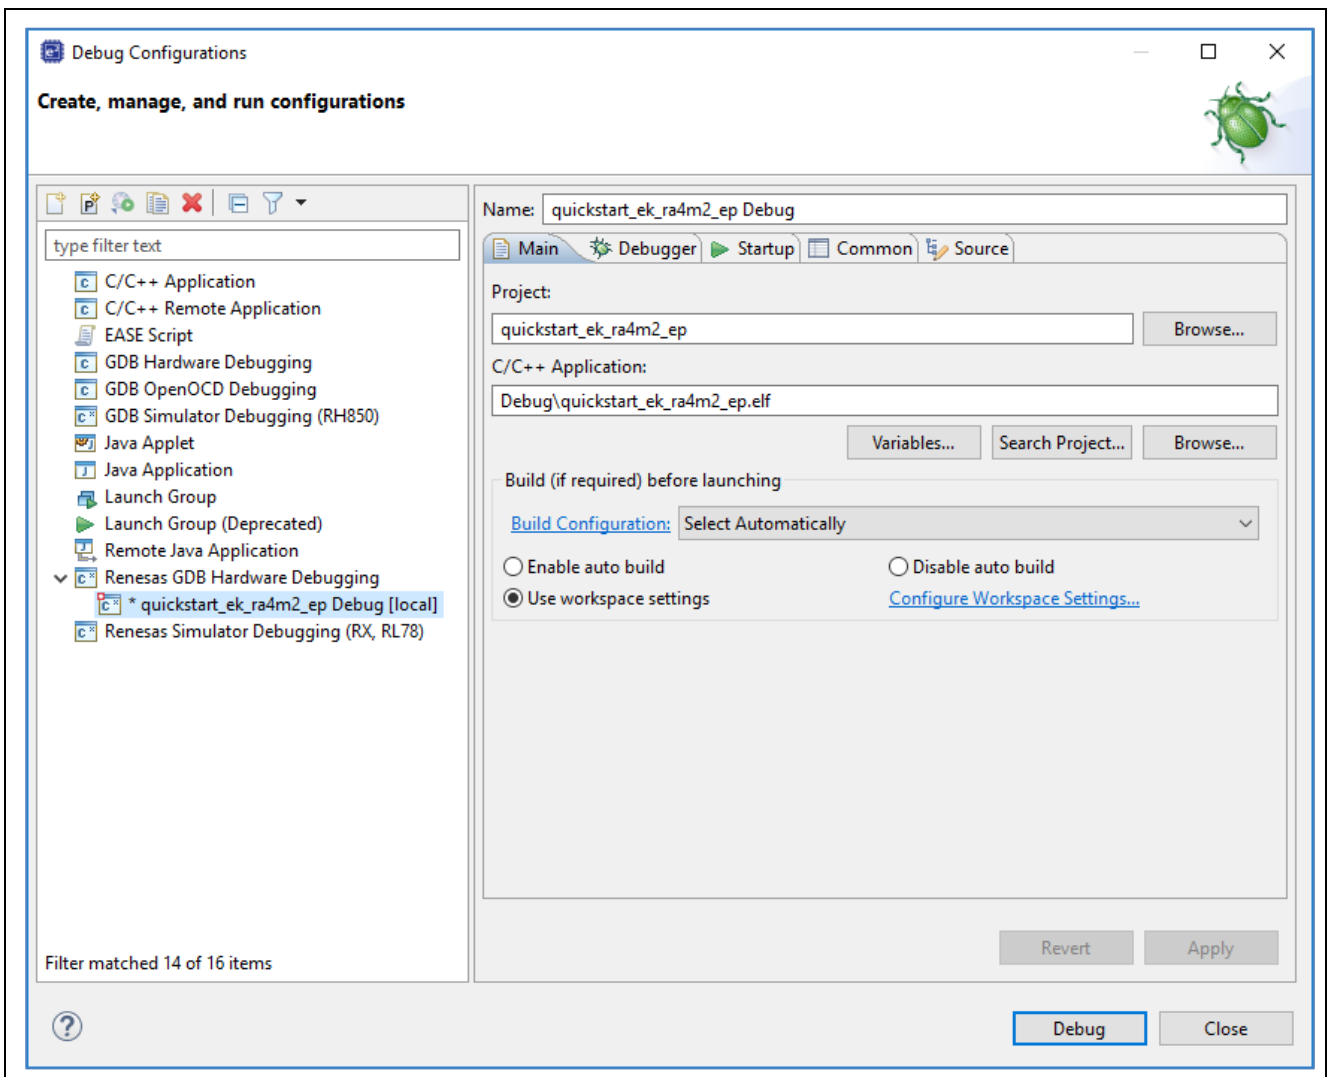 Debug Configurations
Create, manage, and run configurations
type filter text
C/C++ Application
C/C++ Remote Application
EASE Script
GDB Hardware Debugging
GDB OpenOCD Debugging
GDB Simulator Debugging (RH850)
Java Applet
Java Application
Launch Group
Launch Group (Deprecated)
Remote Java Application
Renesas GDB Hardware Debugging
* quickstart_ek_ra4m2_ep Debug [local]
Renesas Simulator Debugging (RX, RL78)
Filter matched 14 of 16 items
Name: quickstart_ek_ra4m2_ep Debug
Main Debugger Startup Common Source
Project:
quickstart_ek_ra4m2_ep Browse...
C/C++ Application:
Debug\quickstart_ek_ra4m2_ep.elf
Variables... Search Project... Browse...
Build (if required) before launching
Build Configuration: Select Automatically
Enable auto build Disable auto build
Use workspace settings Configure Workspace Settings...
Revert Apply
Debug Close